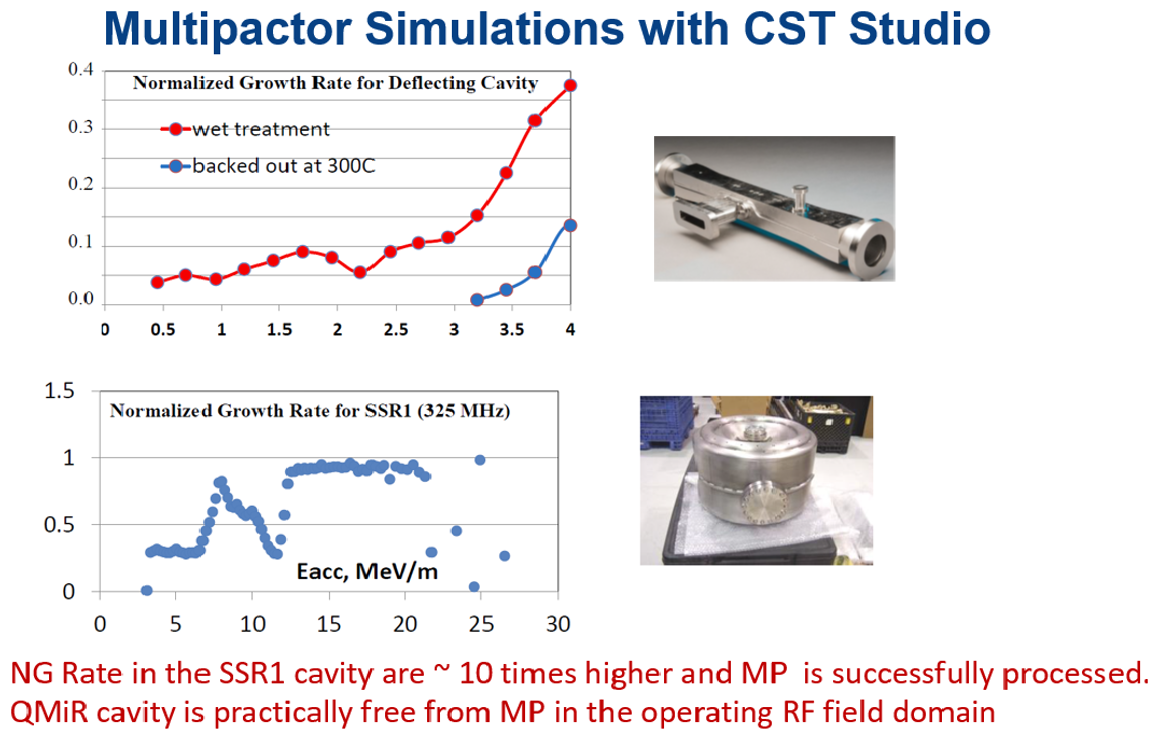 Multipactor Simulations with CST Studio
0.4
Normalized Growth Rate for Deflecting Cavity
0.3
wet treatment
backed out at 300C
0.2
0.1
0.0
0 0.5 1 1.5 2 2.5 3 3.5 4
1.5
Normalized Growth Rate for SSR1 (325 MHz)
1
0.5
Eacc, MeV/m
0
0 5 10 15 20 25 30
NG Rate in the SSR1 cavity are ~ 10 times higher and MP is successfully processed.
QMiR cavity is practically free from MP in the operating RF field domain